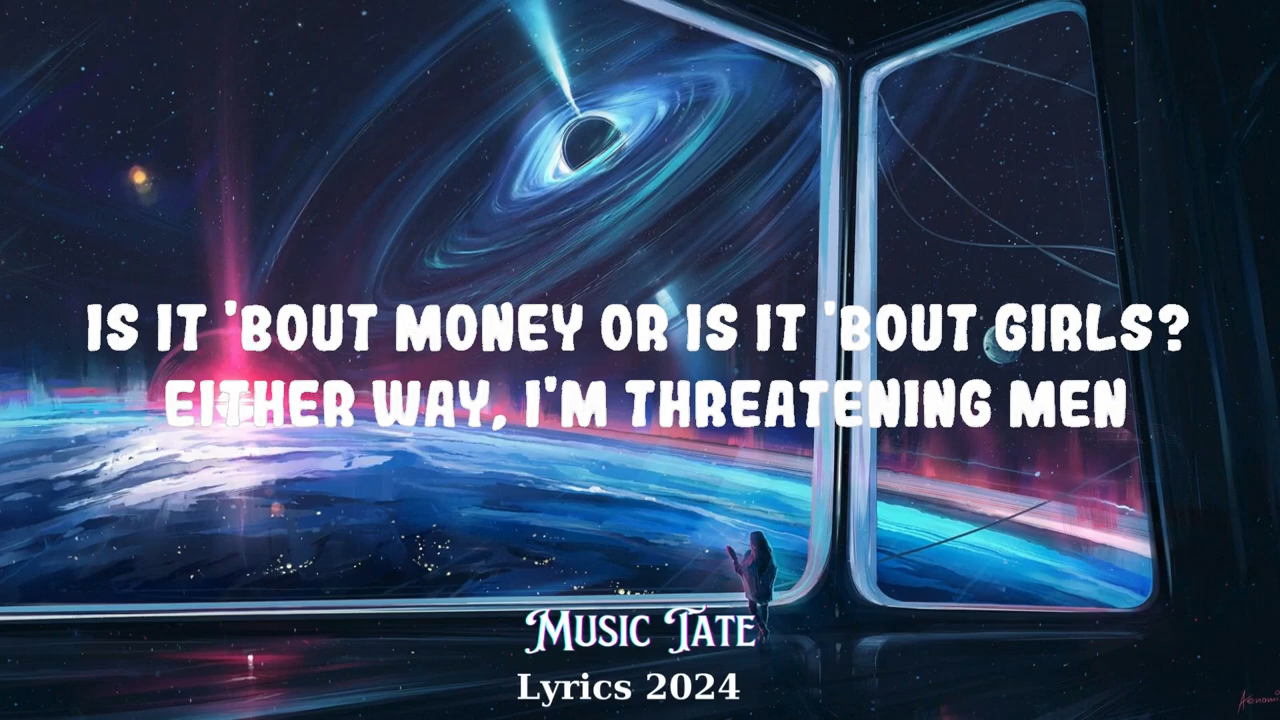 IS IT 'BOUT MONEY OR IS IT 'BOUT GIRLS?
EITHER WAY, I'M THREATENING MEN
MUSIC TATE
Lyrics 2024